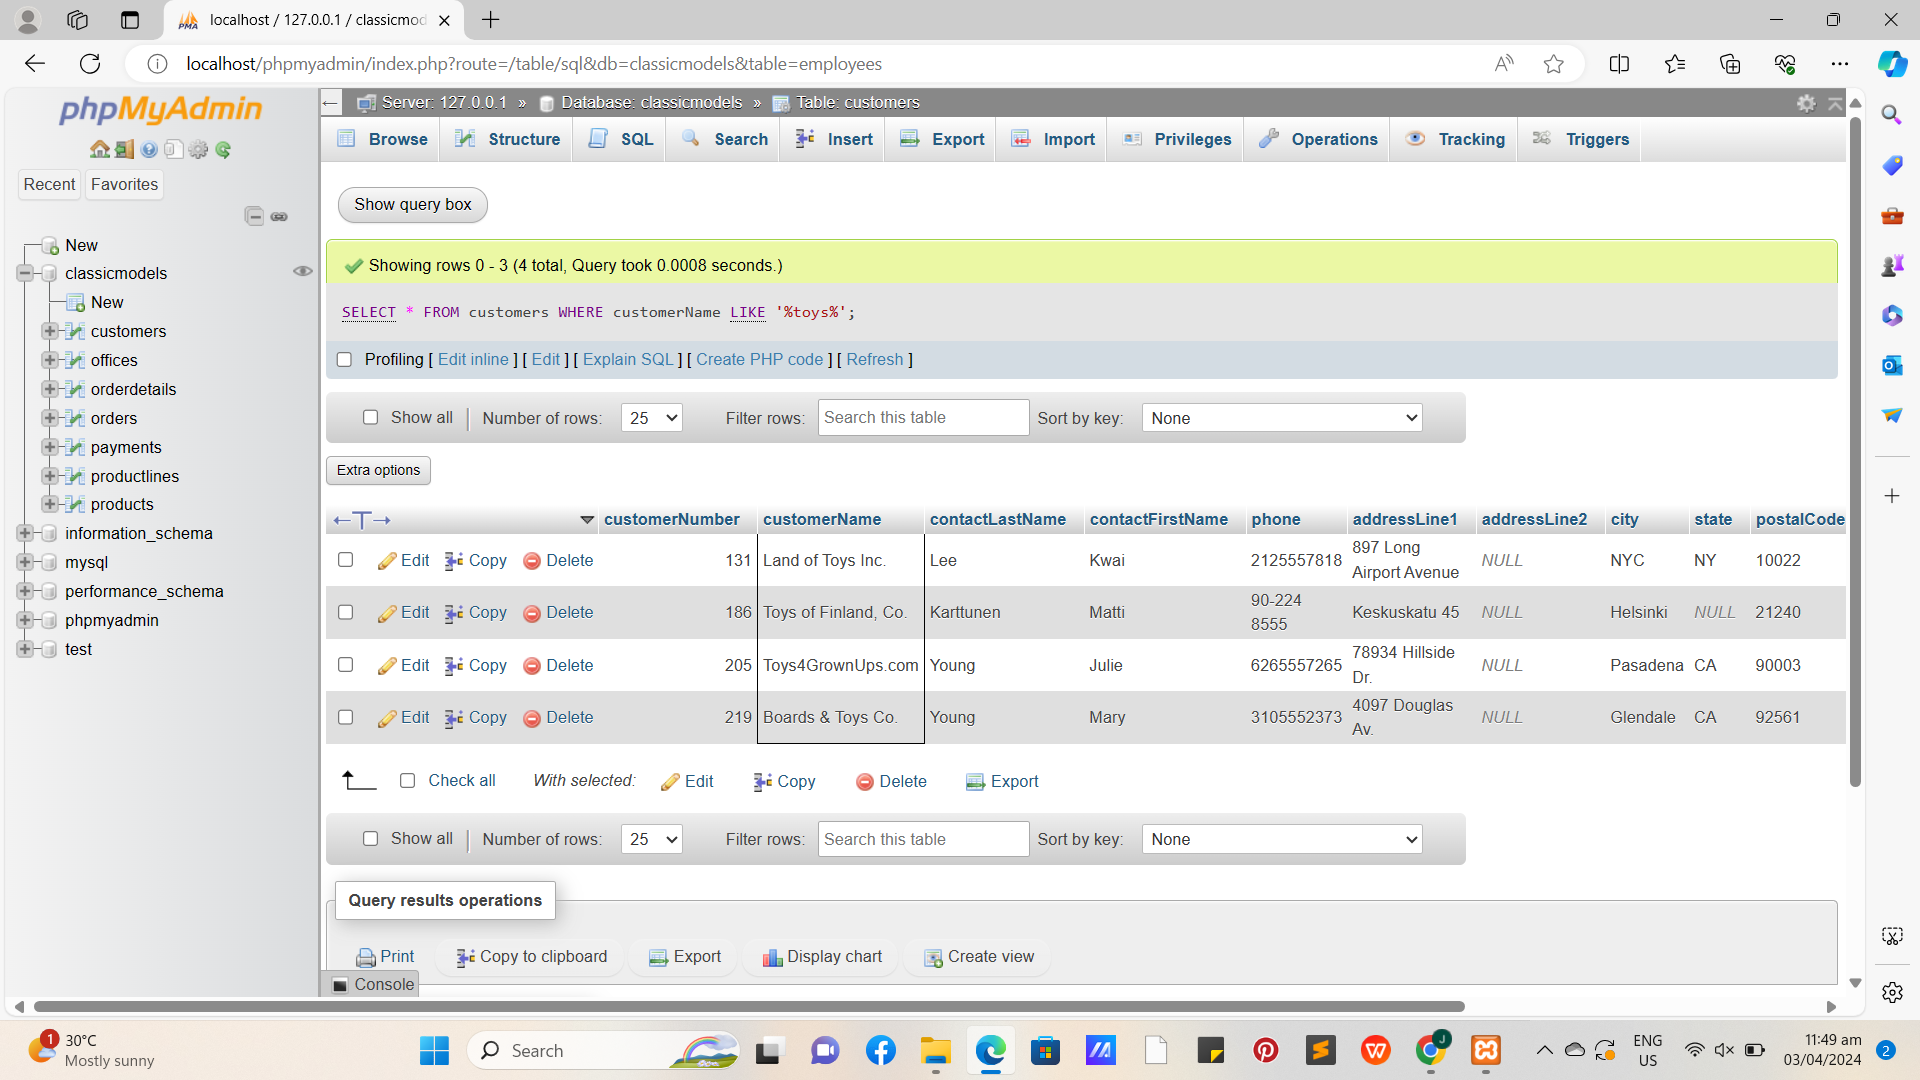 localhost / 127.0.0.1 / classicmod
localhost/phpmyadmin/index.php?route=/table/sql&db=classicmodels&table=employees
phpMyAdmin
Recent Favorites
New
classicmodels
New
customers
offices
orderdetails
orders
payments
productlines
products
information_schema
mysql
performance_schema
phpmyadmin
test
Server: 127.0.0.1 » Database: classicmodels » Table: customers
Browse Structure SQL Search Insert Export Import Privileges Operations Tracking Triggers
Show query box
Showing rows 0 - 3 (4 total, Query took 0.0008 seconds.)
SELECT * FROM customers WHERE customerName LIKE '%toys%';
Profiling [ Edit inline ] [ Edit ] [ Explain SQL ] [ Create PHP code ] [ Refresh ]
Show all Number of rows: 25 Filter rows: Search this table Sort by key: None
Extra options
←T→ customerNumber customerName contactLastName contactFirstName phone addressLine1 addressLine2 city state postalCode
Edit Copy Delete 131 Land of Toys Inc. Lee Kwai 2125557818 897 Long Airport Avenue NULL NYC NY 10022
Edit Copy Delete 186 Toys of Finland, Co. Karttunen Matti 90-224 8555 Keskuskatu 45 NULL Helsinki NULL 21240
Edit Copy Delete 205 Toys4GrownUps.com Young Julie 6265557265 78934 Hillside Dr. NULL Pasadena CA 90003
Edit Copy Delete 219 Boards & Toys Co. Young Mary 3105552373 4097 Douglas Av. NULL Glendale CA 92561
Check all With selected: Edit Copy Delete Export
Show all Number of rows: 25 Filter rows: Search this table Sort by key: None
Query results operations
Print Copy to clipboard Export Display chart Create view
Console
1 30°C
Mostly sunny
Search
J
ENG
US
11:49 am
03/04/2024
2